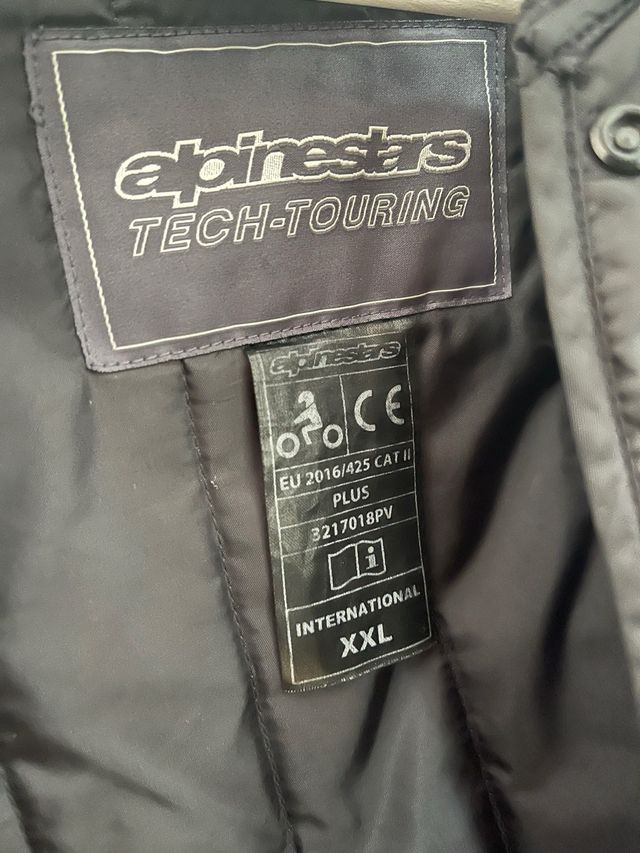 alpinestars
TECH-TOURING
alpinestars
CE
EU 2016/425 CAT II
PLUS
3217018PV
i
INTERNATIONAL
XXL